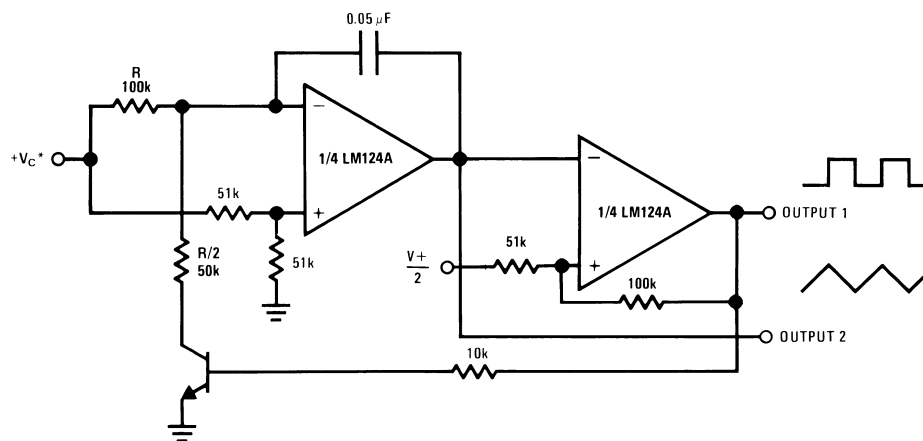 0.05 μF
R
100k
−
1/4 LM124A
+VC*
51k
+
−
1/4 LM124A
OUTPUT 1
R/2
50k
51k
V+
2
51k
+
100k
OUTPUT 2
10k